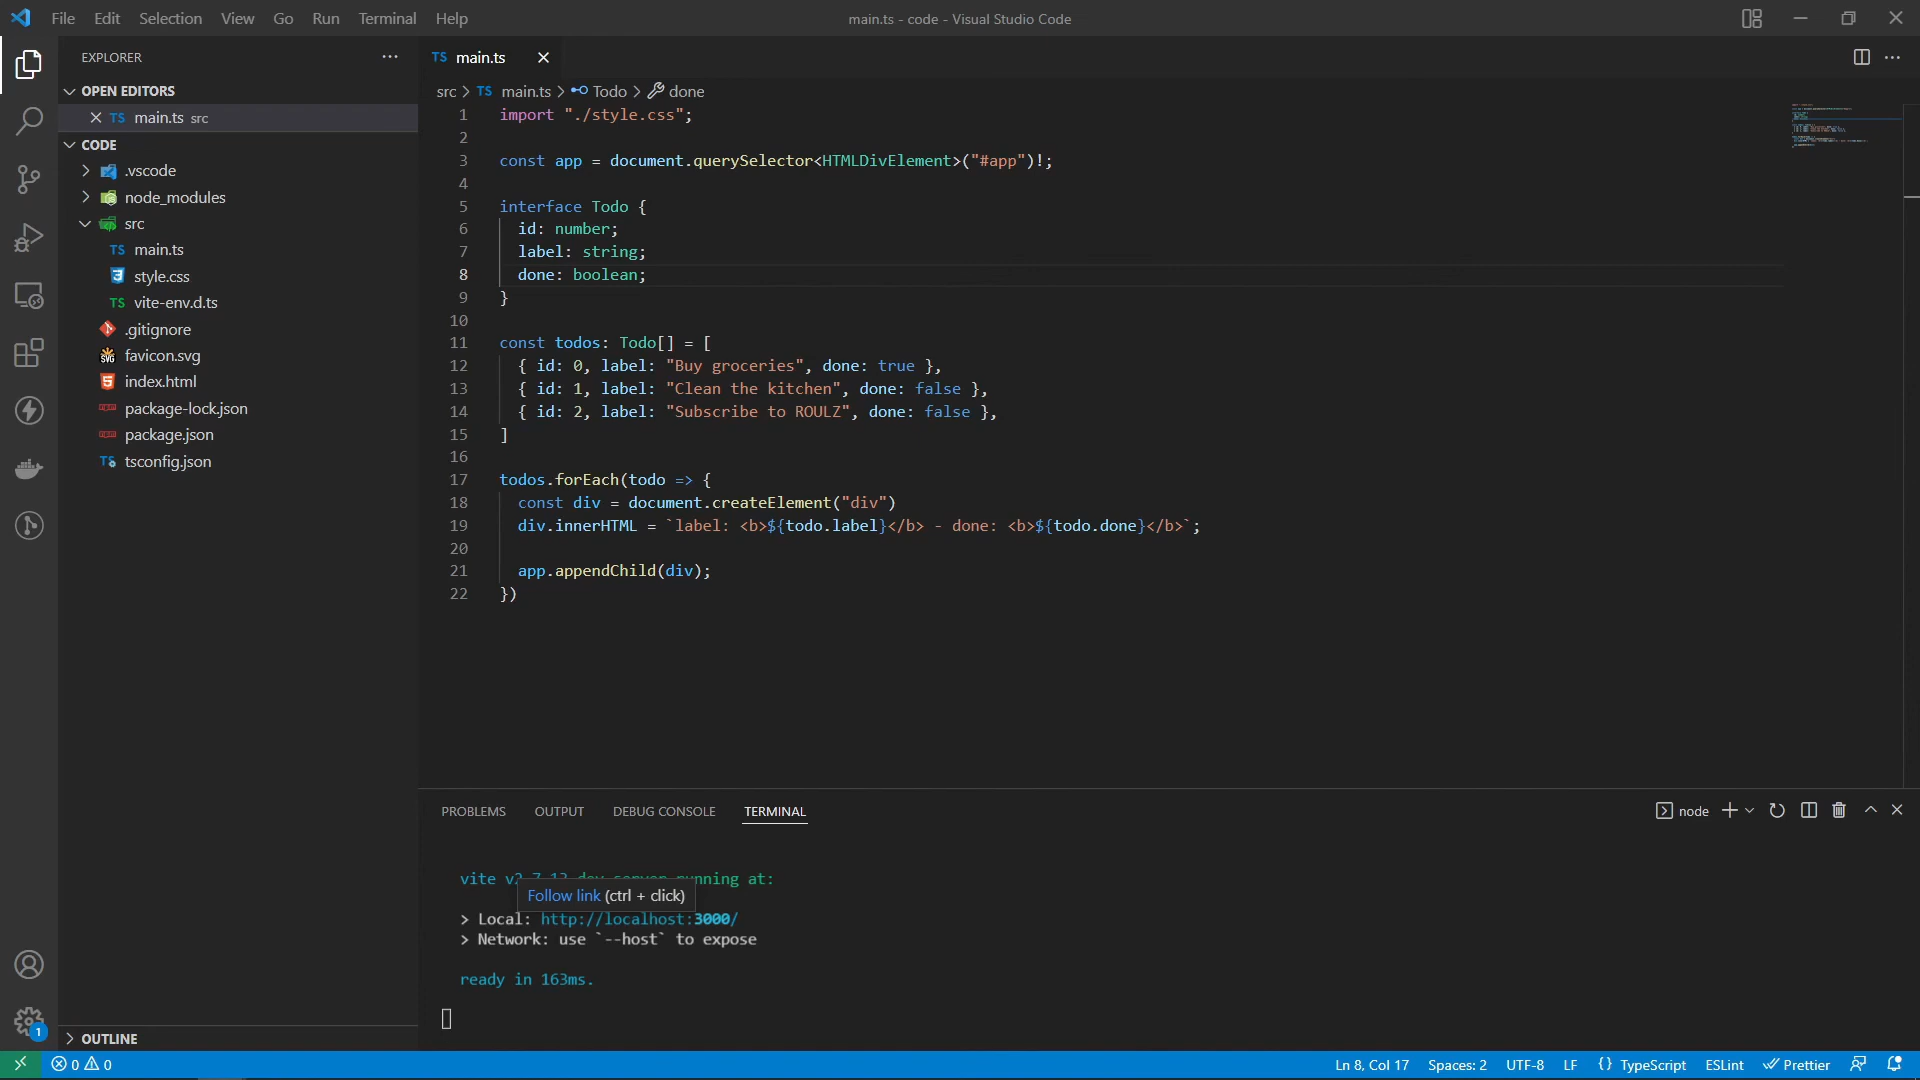 File Edit Selection View Go Run Terminal Help
main.ts - code - Visual Studio Code
EXPLORER
OPEN EDITORS
TS main.ts src
CODE
.vscode
node_modules
src
TS main.ts
style.css
TS vite-env.d.ts
.gitignore
favicon.svg
index.html
package-lock.json
package.json
tsconfig.json
OUTLINE
TS main.ts
src > TS main.ts > Todo > done
1 import "./style.css";
2
3 const app = document.querySelector<HTMLDivElement>("#app")!;
4
5 interface Todo {
6 id: number;
7 label: string;
8 done: boolean;
9 }
10
11 const todos: Todo[] = [
12 { id: 0, label: "Buy groceries", done: true },
13 { id: 1, label: "Clean the kitchen", done: false },
14 { id: 2, label: "Subscribe to ROULZ", done: false },
15 ]
16
17 todos.forEach(todo => {
18 const div = document.createElement("div")
19 div.innerHTML = `label: <b>${todo.label}</b> - done: <b>${todo.done}</b>`;
20
21 app.appendChild(div);
22 })
PROBLEMS OUTPUT DEBUG CONSOLE TERMINAL
node
vite running at:
Follow link (ctrl + click)
> Local: http://localhost:3000/
> Network: use `--host` to expose
ready in 163ms.
1
0 0
Ln 8, Col 17 Spaces: 2 UTF-8 LF {} TypeScript ESLint Prettier